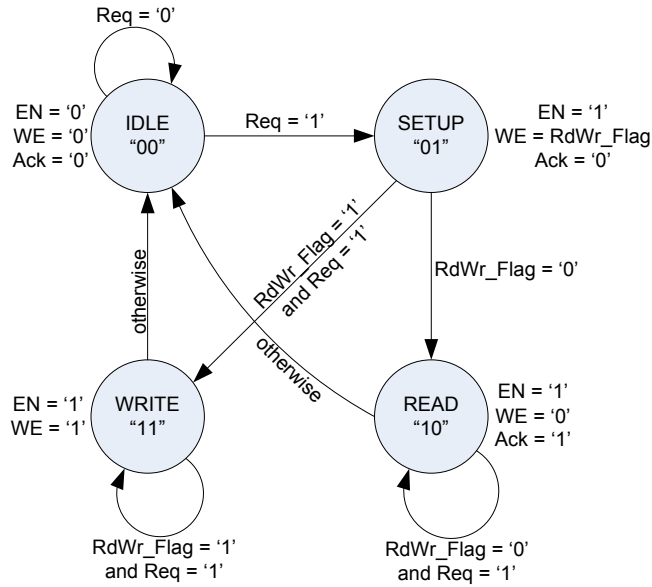 Req = ‘0’
EN = ‘0’
WE = ‘0’
Ack = ‘0’
IDLE
“00”
Req = ‘1’
SETUP
“01”
EN = ‘1’
WE = RdWr_Flag
Ack = ‘0’
RdWr_Flag = ‘1’
and Req = ‘1’
RdWr_Flag = ‘0’
otherwise
otherwise
EN = ‘1’
WE = ‘1’
WRITE
“11”
READ
“10”
EN = ‘1’
WE = ‘0’
Ack = ‘1’
RdWr_Flag = ‘1’
and Req = ‘1’
RdWr_Flag = ‘0’
and Req = ‘1’